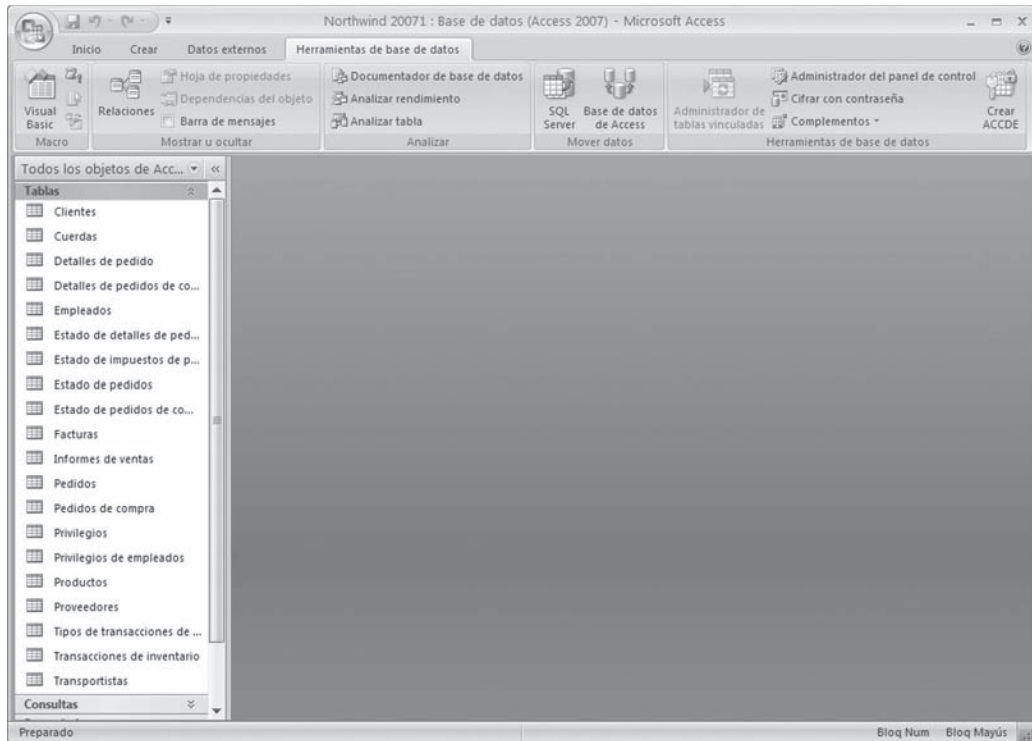 Northwind 20071 : Base de datos (Access 2007) - Microsoft Access
Inicio Crear Datos externos Herramientas de base de datos
Visual Basic
Macro
Relaciones
Hoja de propiedades
Dependencias del objeto
Barra de mensajes
Mostrar u ocultar
Documentador de base de datos
Analizar rendimiento
Analizar tabla
Analizar
SQL Server
Base de datos de Access
Mover datos
Administrador de tablas vinculadas
Administrador del panel de control
Cifrar con contraseña
Complementos
Crear ACCDE
Herramientas de base de datos
Todos los objetos de Acc...
Tablas
Clientes
Cuerdas
Detalles de pedido
Detalles de pedidos de co...
Empleados
Estado de detalles de ped...
Estado de impuestos de p...
Estado de pedidos
Estado de pedidos de co...
Facturas
Informes de ventas
Pedidos
Pedidos de compra
Privilegios
Privilegios de empleados
Productos
Proveedores
Tipos de transacciones de ...
Transacciones de inventario
Transportistas
Consultas
Preparado
Bloq Num Bloq Mayús